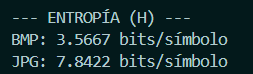 --- ENTROPÍA (H) ---
BMP: 3.5667 bits/símbolo
JPG: 7.8422 bits/símbolo